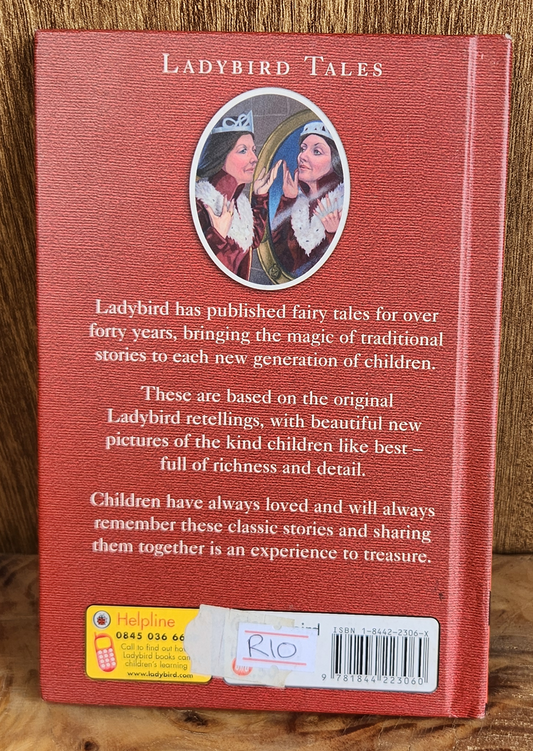 LADYBIRD TALES
Ladybird has published fairy tales for over
forty years, bringing the magic of traditional
stories to each new generation of children.
These are based on the original
Ladybird retellings, with beautiful new
pictures of the kind children like best –
full of richness and detail.
Children have always loved and will always
remember these classic stories and sharing
them together is an experience to treasure.
Helpline
0845 036 66
Call to find out
Ladybird books can
children's learning
www.ladybird.com
R10
ISBN 1-8442-2306-X
9 781844 223060